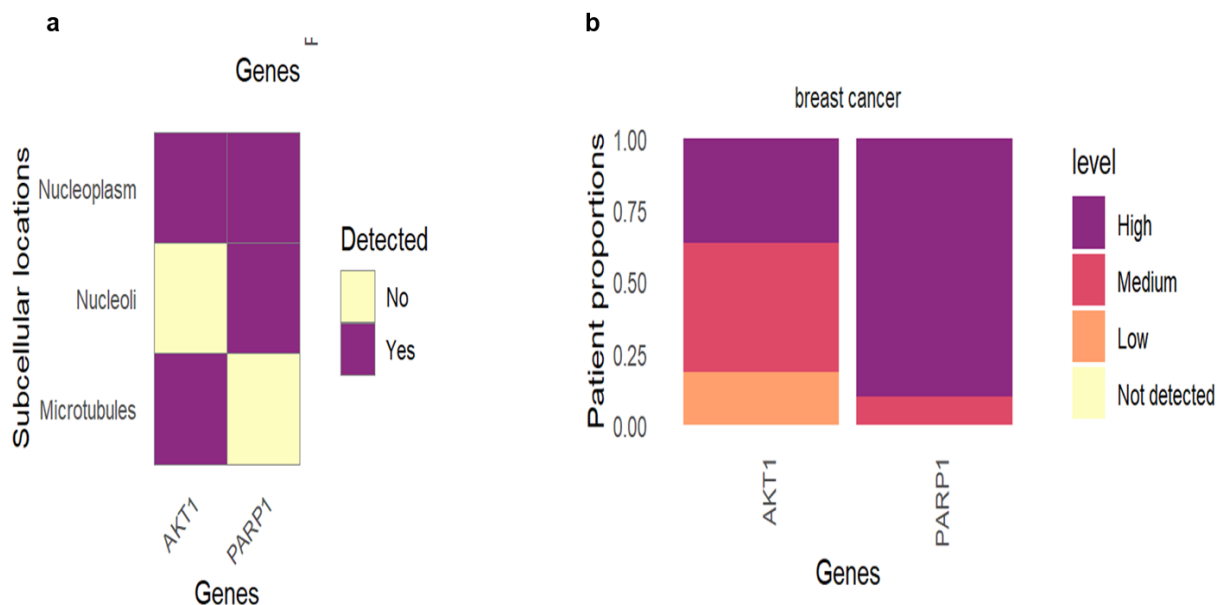 a
F
Genes
Subcellular locations
Nucleoplasm
Nucleoli
Microtubules
AKT1
PARP1
Genes
Detected
No
Yes
b
breast cancer
Patient proportions
1.00
0.75
0.50
0.25
0.00
AKT1
PARP1
Genes
level
High
Medium
Low
Not detected